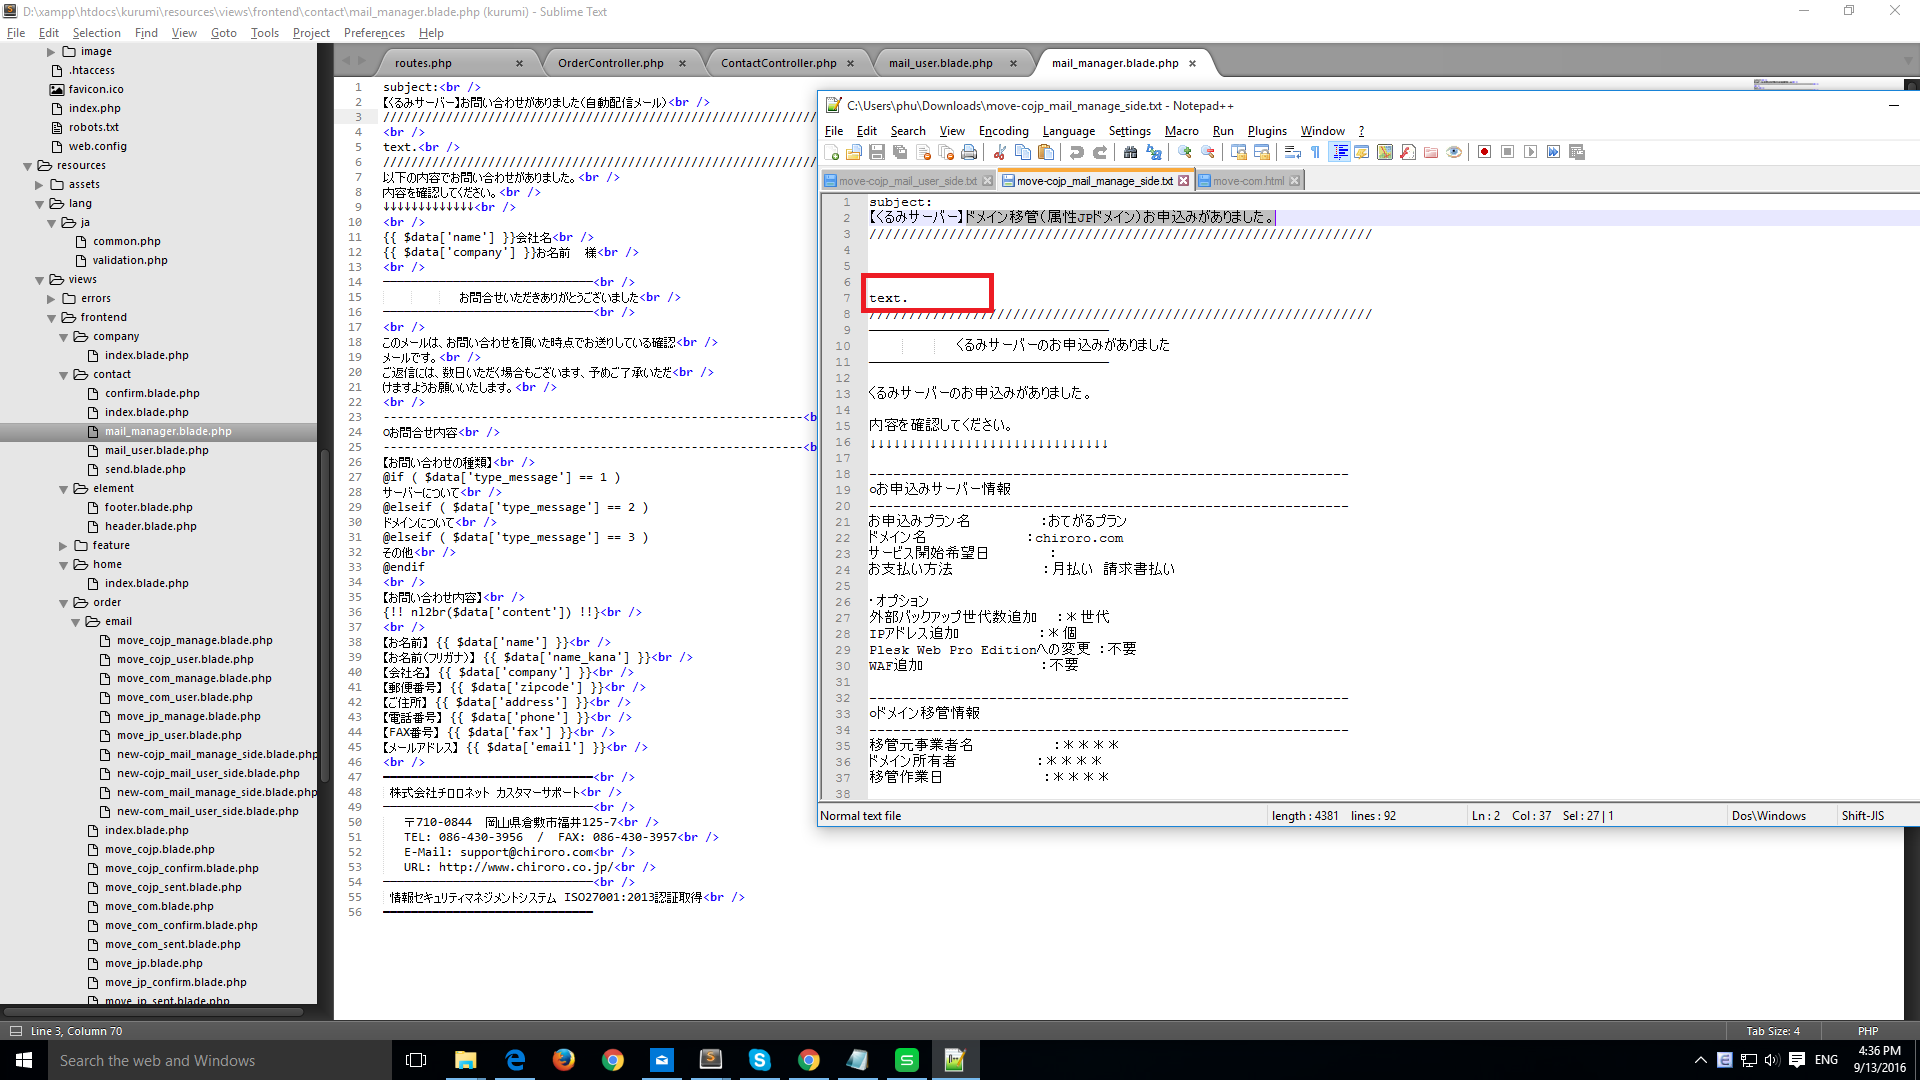 D:\xampp\htdocs\kurumi\resources\views\frontend\contact\mail_manager.blade.php (kurumi) - Sublime Text
File Edit Selection Find View Goto Tools Project Preferences Help
image
.htaccess
favicon.ico
index.php
robots.txt
web.config
resources
assets
lang
ja
common.php
validation.php
views
errors
frontend
company
index.blade.php
contact
confirm.blade.php
index.blade.php
mail_manager.blade.php
mail_user.blade.php
send.blade.php
element
footer.blade.php
header.blade.php
feature
home
index.blade.php
order
email
move_cojp_manage.blade.php
move_cojp_user.blade.php
move_com_manage.blade.php
move_com_user.blade.php
move_jp_manage.blade.php
move_jp_user.blade.php
new-cojp_mail_manage_side.blade.php
new-cojp_mail_user_side.blade.php
new-com_mail_manage_side.blade.php
new-com_mail_user_side.blade.php
index.blade.php
move_cojp.blade.php
move_cojp_confirm.blade.php
move_cojp_sent.blade.php
move_com.blade.php
move_com_confirm.blade.php
move_com_sent.blade.php
move_jp.blade.php
move_jp_confirm.blade.php
move_jp_sent.blade.php
routes.php × OrderController.php × ContactController.php × mail_user.blade.php × mail_manager.blade.php ×
1 subject:<br />
2 【くるみサーバー】お問い合わせがありました(自動配信メール)<br />
3 //////////////////////////////////////////////////////////////
4 <br />
5 text.<br />
6 //////////////////////////////////////////////////////////////
7 以下の内容でお問い合わせがありました。<br />
8 内容を確認してください。<br />
9 ↓↓↓↓↓↓↓↓↓↓↓↓↓<br />
10 <br />
11 {{ $data['name'] }}会社名<br />
12 {{ $data['company'] }}お名前　様<br />
13 <br />
14 ──────────────────<br />
15 お問合せいただきありがとうございました<br />
16 ──────────────────<br />
17 <br />
18 このメールは、お問い合わせを頂いた時点でお送りしている確認<br />
19 メールです。<br />
20 ご返信には、数日いただく場合もございます、予めご了承いただ<br />
21 けますようお願いいたします。<br />
22 <br />
23 ------------------------------------------------------------<b
24 ○お問合せ内容<br />
25 ------------------------------------------------------------<b
26 【お問い合わせの種類】<br />
27 @if ( $data['type_message'] == 1 )
28 サーバーについて<br />
29 @elseif ( $data['type_message'] == 2 )
30 ドメインについて<br />
31 @elseif ( $data['type_message'] == 3 )
32 その他<br />
33 @endif
34 <br />
35 【お問い合わせ内容】<br />
36 {!! nl2br($data['content']) !!}<br />
37 <br />
38 【お名前】 {{ $data['name'] }}<br />
39 【お名前(フリガナ)】 {{ $data['name_kana'] }}<br />
40 【会社名】 {{ $data['company'] }}<br />
41 【郵便番号】 {{ $data['zipcode'] }}<br />
42 【ご住所】 {{ $data['address'] }}<br />
43 【電話番号】 {{ $data['phone'] }}<br />
44 【FAX番号】 {{ $data['fax'] }}<br />
45 【メールアドレス】 {{ $data['email'] }}<br />
46 <br />
47 ━━━━━━━━━━━━━━━━━━<br />
48 株式会社チロロネット カスタマーサポート<br />
49 ──────────────────<br />
50 〒710-0844　岡山県倉敷市福井125-7<br />
51 TEL: 086-430-3956 / FAX: 086-430-3957<br />
52 E-Mail: support@chiroro.com<br />
53 URL: http://www.chiroro.co.jp/<br />
54 ──────────────────<br />
55 情報セキュリティマネジメントシステム ISO27001:2013認証取得<br />
56 ━━━━━━━━━━━━━━━━━━
C:\Users\phu\Downloads\move-cojp_mail_manage_side.txt - Notepad++
File Edit Search View Encoding Language Settings Macro Run Plugins Window ?
move-cojp_mail_user_side.txt move-cojp_mail_manage_side.txt move-com.html
1 subject:
2 【くるみサーバー】ドメイン移管(属性JPドメイン)お申込みがありました。
3 ///////////////////////////////////////////////////////////////
4
5
6
7 text.
8 ///////////////////////////////////////////////////////////////
9 ──────────────────
10 くるみサーバーのお申込みがありました
11 ──────────────────
12
13 くるみサーバーのお申込みがありました。
14
15 内容を確認してください。
16 ↓↓↓↓↓↓↓↓↓↓↓↓↓↓↓↓↓↓↓↓↓↓↓↓↓↓↓↓↓↓
17
18 ------------------------------------------------------------
19 ○お申込みサーバー情報
20 ------------------------------------------------------------
21 お申込みプラン名 :おてがるプラン
22 ドメイン名 :chiroro.com
23 サービス開始希望日 :
24 お支払い方法 :月払い 請求書払い
25
26 ・オプション
27 外部バックアップ世代数追加 :＊世代
28 IPアドレス追加 :＊個
29 Plesk Web Pro Editionへの変更 :不要
30 WAF追加 :不要
31
32 ------------------------------------------------------------
33 ○ドメイン移管情報
34 ------------------------------------------------------------
35 移管元事業者名 :＊＊＊＊
36 ドメイン所有者 :＊＊＊＊
37 移管作業日 :＊＊＊＊
38
Normal text file length : 4381 lines : 92 Ln : 2 Col : 37 Sel : 27 | 1 Dos\Windows Shift-JIS
Line 3, Column 70 Tab Size: 4 PHP
Search the web and Windows
ENG
4:36 PM
9/13/2016